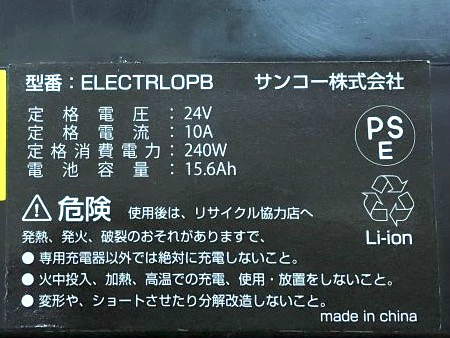 型番：ELECTRLOPB サンコー株式会社
定格電圧：24V
定格電流：10A
定格消費電力：240W
電池容量：15.6Ah
PS
E
危険 使用後は、リサイクル協力店へ
Li-ion
発熱、発火、破裂のおそれがありますで、
●専用充電器以外では絶対に充電しないこと。
●火中投入、加熱、高温での充電、使用・放置をしないこと。
●変形や、ショートさせたり分解改造しないこと。
made in china